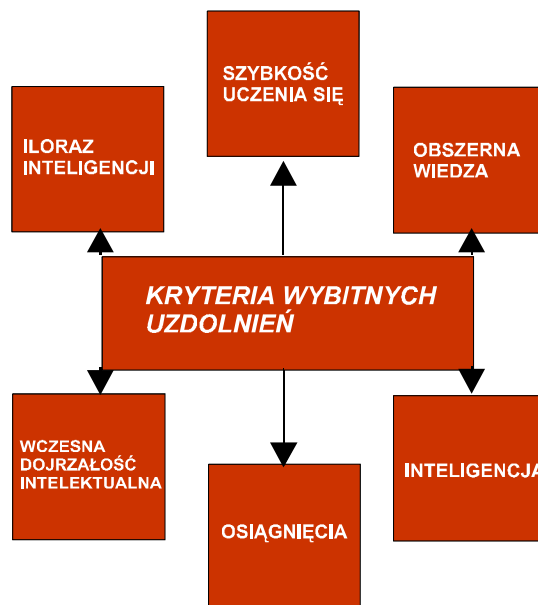 SZYBKOŚĆ
UCZENIA SIĘ
ILORAZ
INTELIGENCJI
OBSZERNA
WIEDZA
KRYTERIA WYBITNYCH
UZDOLNIEŃ
WCZESNA
DOJRZAŁOŚĆ
INTELEKTUALNA
OSIĄGNIĘCIA
INTELIGENCJA